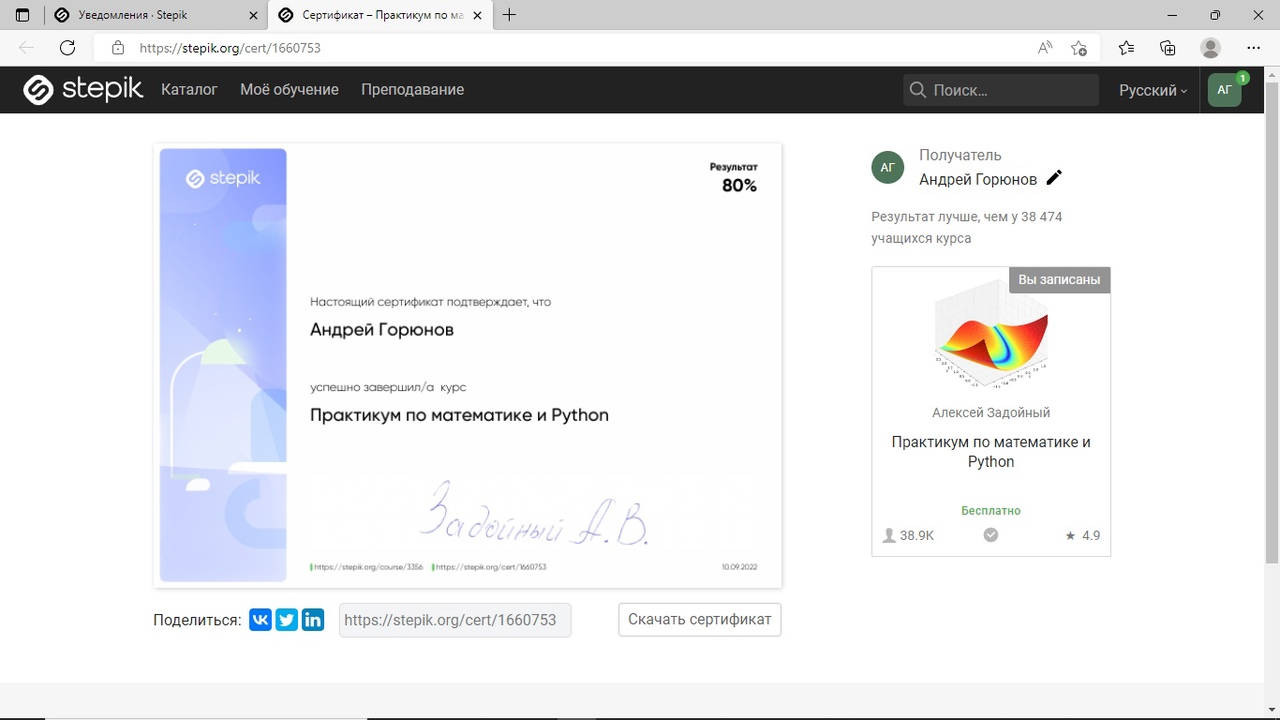 Уведомления - Stepik
Сертификат – Практикум по ма
https://stepik.org/cert/1660753
stepik
Каталог
Моё обучение
Преподавание
Поиск...
Русский
АГ
1
stepik
Результат
80%
Настоящий сертификат подтверждает, что
Андрей Горюнов
успешно завершил/а курс
Практикум по математике и Python
Задойный А.В.
https://stepik.org/course/3356
https://stepik.org/cert/1660753
10.09.2022
Поделиться:
https://stepik.org/cert/1660753
Скачать сертификат
АГ
Получатель
Андрей Горюнов
Результат лучше, чем у 38 474
учащихся курса
Вы записаны
Алексей Задойный
Практикум по математике и
Python
Бесплатно
38.9K
4.9